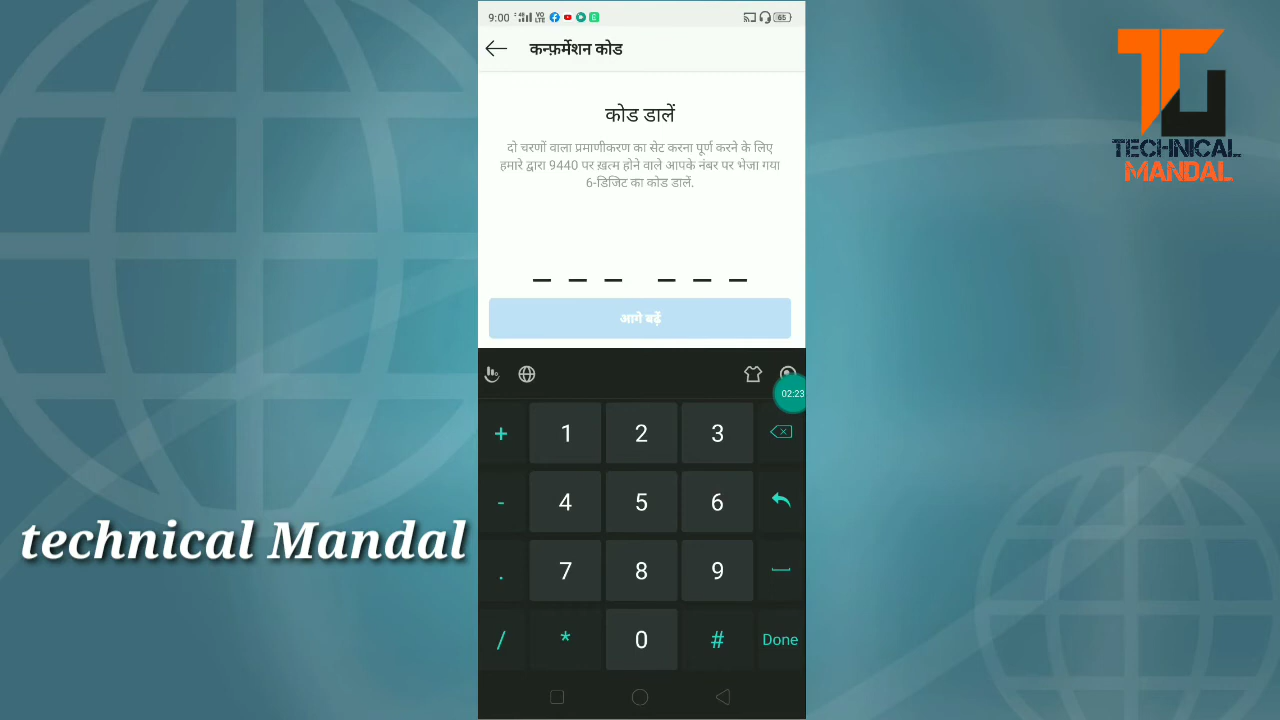 9:00
65
कन्फ़र्मेशन कोड
कोड डालें
दो चरणों वाला प्रमाणीकरण का सेट करना पूर्ण करने के लिए
हमारे द्वारा 9440 पर ख़त्म होने वाले आपके नंबर पर भेजा गया
6-डिजिट का कोड डालें.
आगे बढ़ें
02:23
+ 1 2 3
- 4 5 6
. 7 8 9
/ * 0 # Done
TECHNICAL
MANDAL
technical Mandal